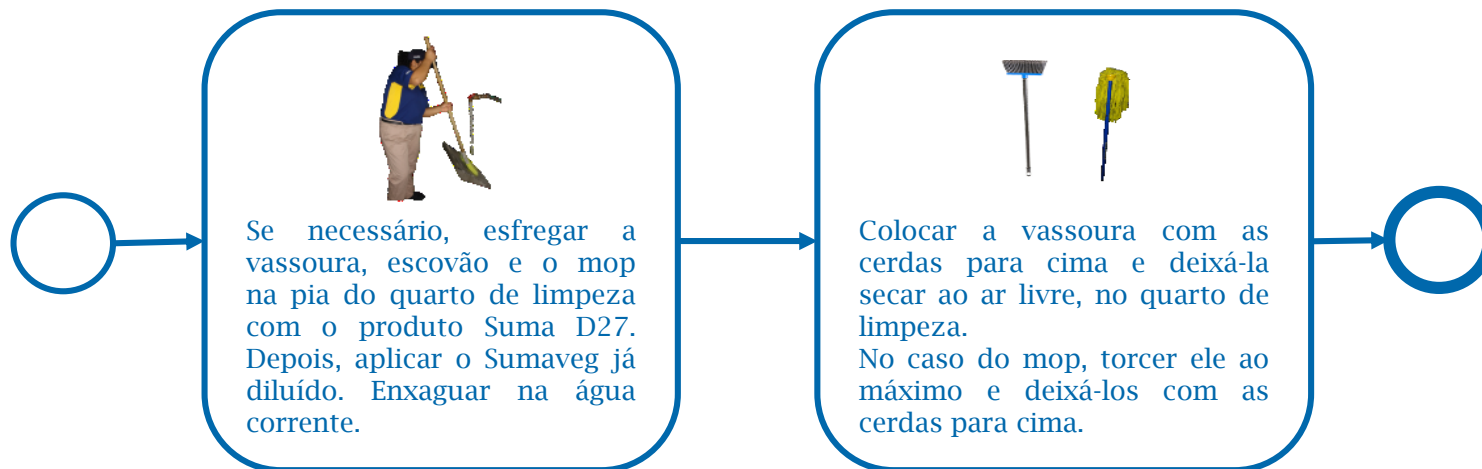 Se necessário, esfregar a
vassoura, escovão e o mop
na pia do quarto de limpeza
com o produto Suma D27.
Depois, aplicar o Sumaveg já
diluído. Enxaguar na água
corrente.
Colocar a vassoura com as
cerdas para cima e deixá-la
secar ao ar livre, no quarto de
limpeza.
No caso do mop, torcer ele ao
máximo e deixá-los com as
cerdas para cima.